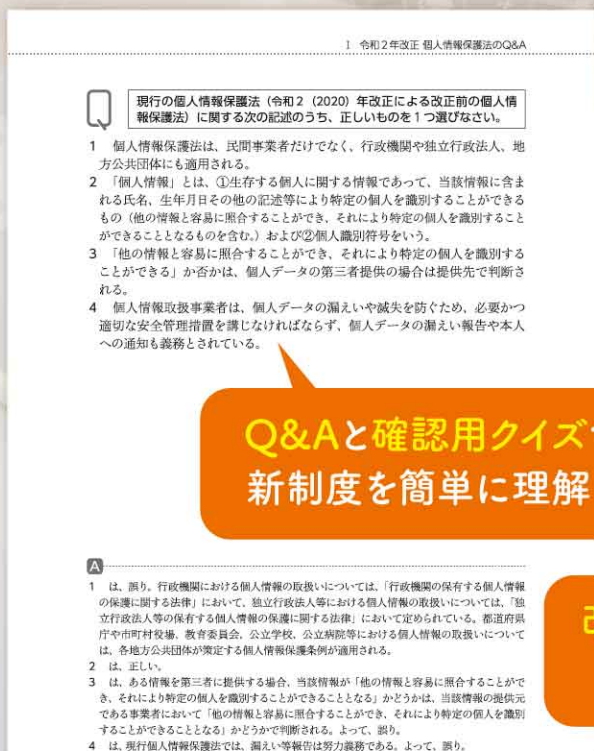 I 令和2年改正 個人情報保護法のQ&A
Q
現行の個人情報保護法（令和2（2020）年改正による改正前の個人情
報保護法）に関する次の記述のうち、正しいものを1つ選びなさい。
1 個人情報保護法は、民間事業者だけでなく、行政機関や独立行政法人、地
方公共団体にも適用される。
2 「個人情報」とは、①生存する個人に関する情報であって、当該情報に含ま
れる氏名、生年月日その他の記述等により特定の個人を識別することができる
もの（他の情報と容易に照合することができ、それにより特定の個人を識別すること
ができることとなるものを含む。）および②個人識別符号をいう。
3 「他の情報と容易に照合することができ、それにより特定の個人を識別する
ことができる」か否かは、個人データの第三者提供の場合は提供先で判断さ
れる。
4 個人情報取扱事業者は、個人データの漏えいや滅失を防ぐため、必要かつ
適切な安全管理措置を講じなければならず、個人データの漏えい報告や本人
への通知も義務とされている。
Q&Aと確認用クイズ
新制度を簡単に理解
A
1 は、誤り。行政機関における個人情報の取扱いについては、「行政機関の保有する個人情報
の保護に関する法律」において、独立行政法人等における個人情報の取扱いについては、「独
立行政法人等の保有する個人情報の保護に関する法律」において定められている。都道府県
庁や市町村役場、教育委員会、公立学校、公立病院等における個人情報の取扱いについて
は、各地方公共団体が策定する個人情報保護条例が適用される。
2 は、正しい。
3 は、ある情報を第三者に提供する場合、当該情報が「他の情報と容易に照合することがで
き、それにより特定の個人を識別することができることとなる」かどうかは、当該情報の提供元
である事業者において「他の情報と容易に照合することができ、それにより特定の個人を識別
することができることとなる」かどうかで判断される。よって、誤り。
4 は、現行個人情報保護法では、漏えい等報告は努力義務である。よって、誤り。